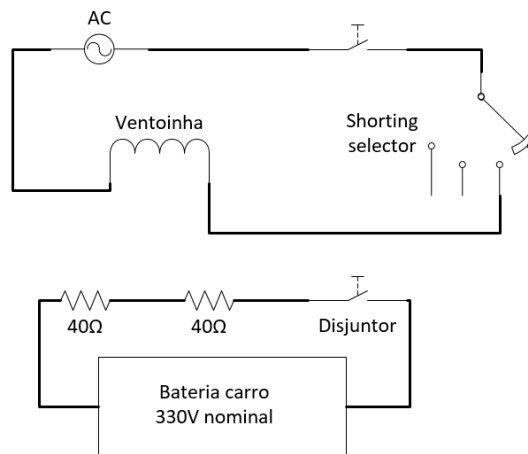 AC
Ventoinha
Shorting
selector
40Ω
40Ω
Disjuntor
Bateria carro
330V nominal